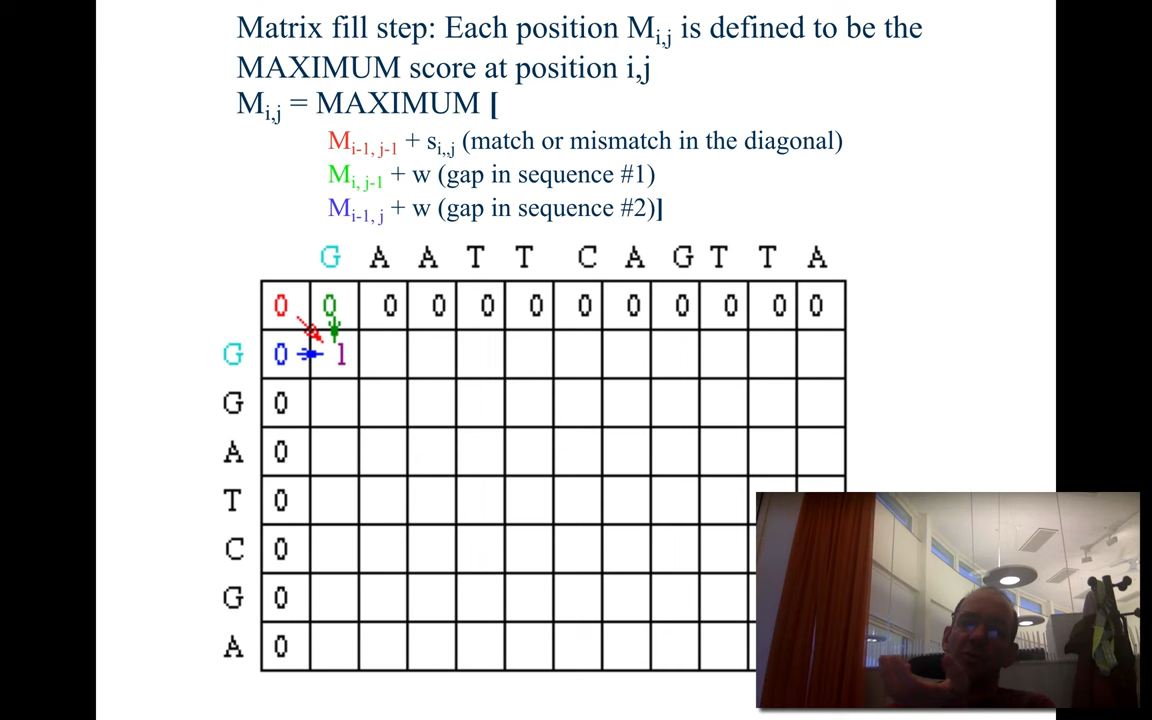 Matrix fill step: Each position Mi,j is defined to be the
MAXIMUM score at position i,j
Mi,j = MAXIMUM [
Mi-1, j-1 + si,,j (match or mismatch in the diagonal)
Mi, j-1 + w (gap in sequence #1)
Mi-1, j + w (gap in sequence #2)]
G A A T T C A G T T A
0 0 0 0 0 0 0 0 0 0 0 0
G 0 1
G 0
A 0
T 0
C 0
G 0
A 0